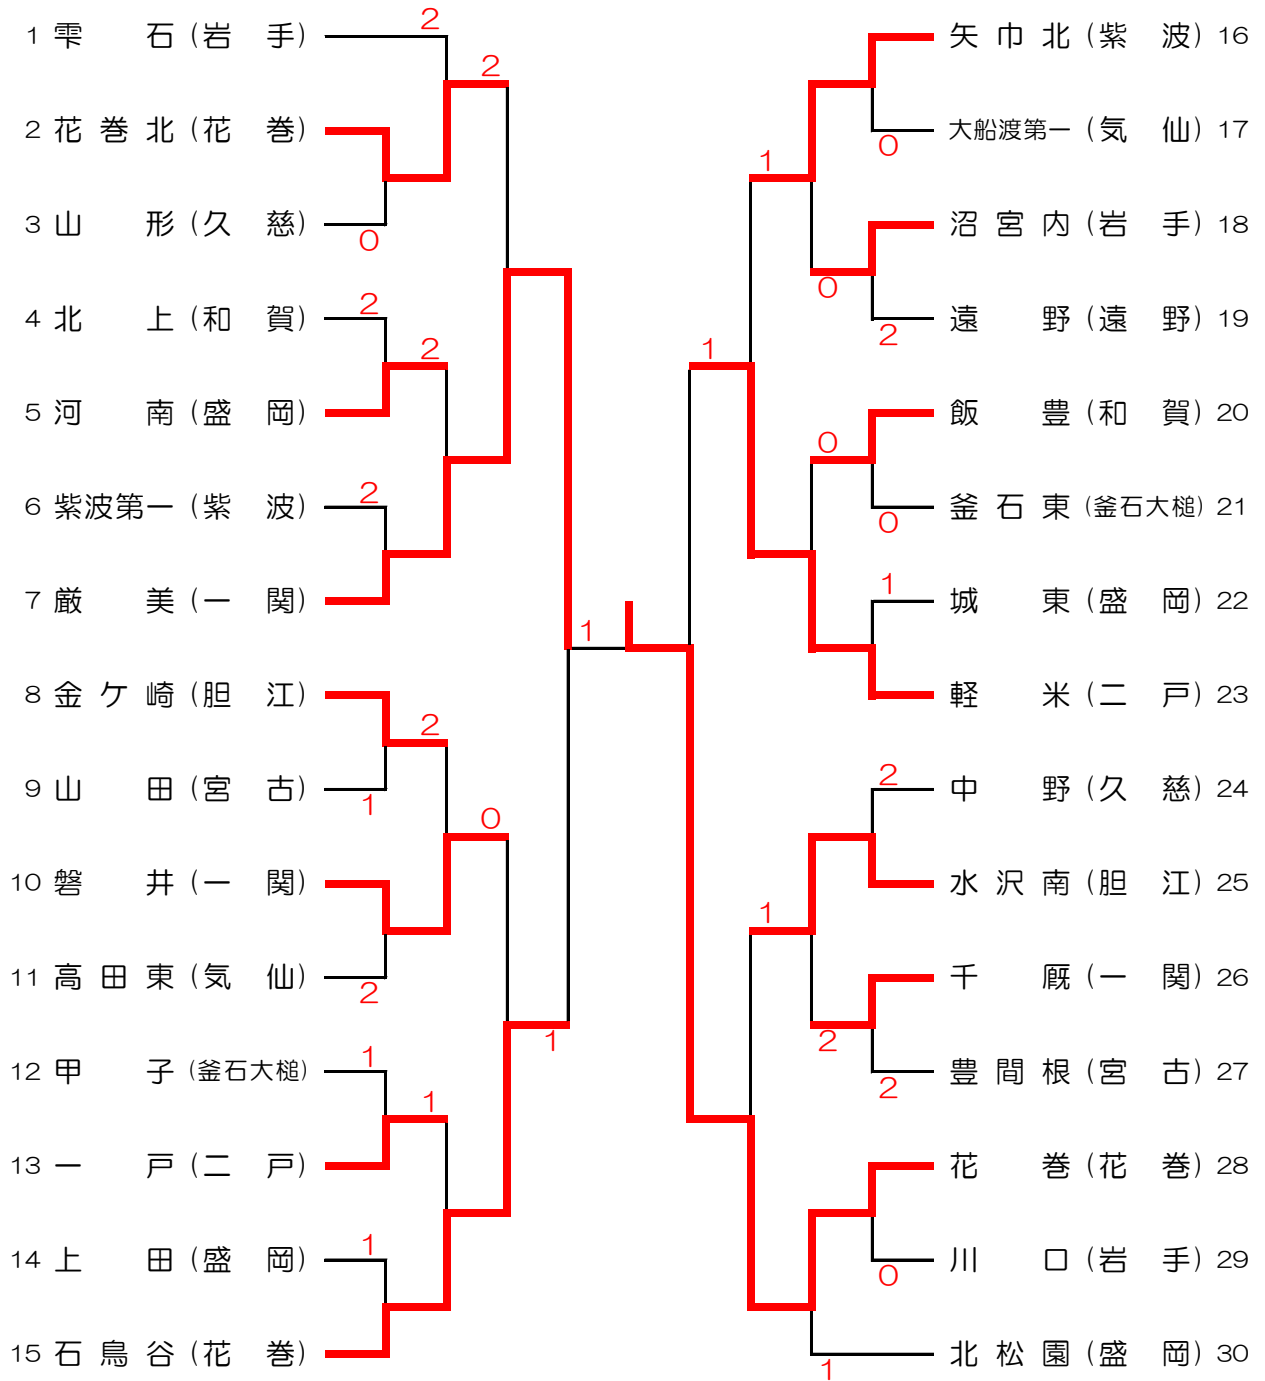 1 雫 石 (岩 手)
2 花 巻 北 (花 巻)
3 山 形 (久 慈)
4 北 上 (和 賀)
5 河 南 (盛 岡)
6 紫波第一 (紫 波)
7 厳 美 (一 関)
8 金 ケ 崎 (胆 江)
9 山 田 (宮 古)
10 磐 井 (一 関)
11 高 田 東 (気 仙)
12 甲 子 (釜石大槌)
13 一 戸 (二 戸)
14 上 田 (盛 岡)
15 石 鳥 谷 (花 巻)
2
2
0
2
2
2
2
1
0
2
1
1
1
1
1
矢 巾 北 (紫 波) 16
大船渡第一 (気 仙) 17
沼 宮 内 (岩 手) 18
遠 野 (遠 野) 19
飯 豊 (和 賀) 20
釜 石 東 (釜石大槌) 21
城 東 (盛 岡) 22
軽 米 (二 戸) 23
中 野 (久 慈) 24
水 沢 南 (胆 江) 25
千 厩 (一 関) 26
豊 間 根 (宮 古) 27
花 巻 (花 巻) 28
川 口 (岩 手) 29
北 松 園 (盛 岡) 30
0
1
0
2
1
0
0
1
2
1
2
2
0
1